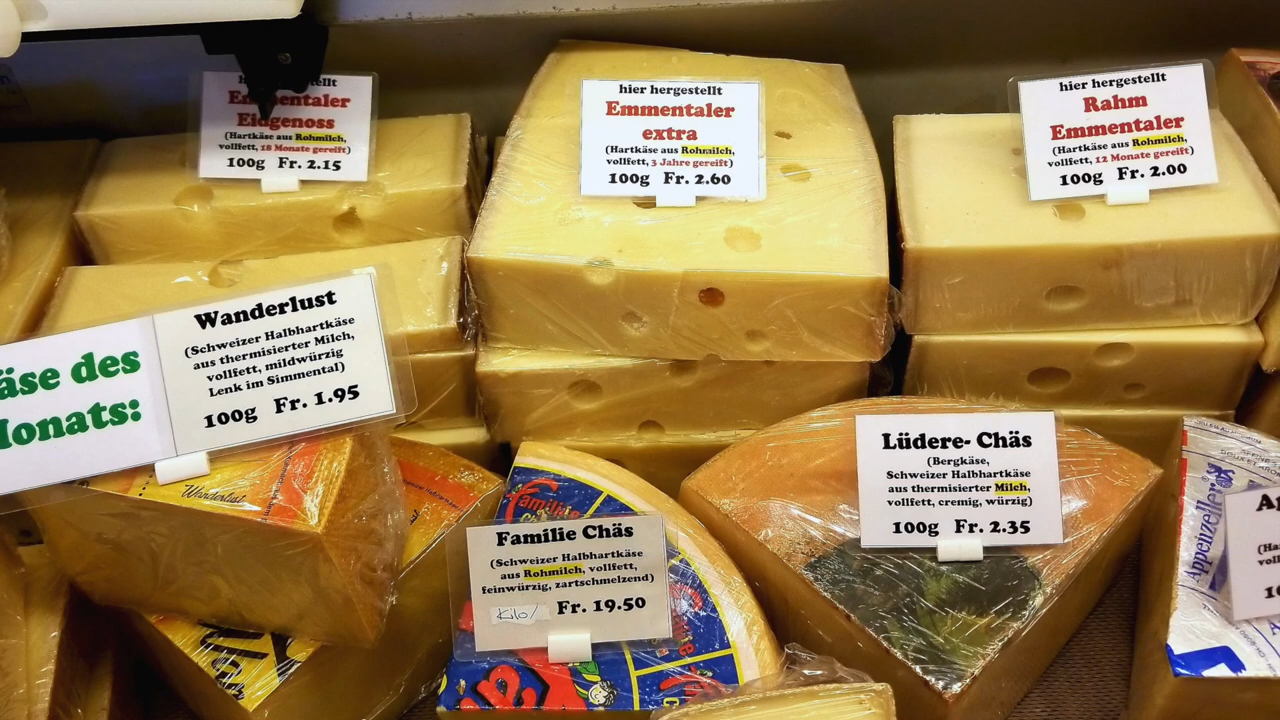 Emmentaler
Eidgenoss
(Hartkäse aus Rohmilch,
vollfett, 18 Monate gereift)
100g Fr. 2.15
hier hergestellt
Emmentaler
extra
(Hartkäse aus Rohmilch,
vollfett, 3 Jahre gereift)
100g Fr. 2.60
hier hergestellt
Rahm
Emmentaler
(Hartkäse aus Rohmilch,
vollfett, 12 Monate gereift)
100g Fr. 2.00
äse des
onats:
Wanderlust
(Schweizer Halbhartkäse
aus thermisierter Milch,
vollfett, mildwürzig
Lenk im Simmental)
100g Fr. 1.95
Wanderlust
Familie Chäs
(Schweizer Halbhartkäse
aus Rohmilch, vollfett,
feinwürzig, zartschmelzend)
Kilo/ Fr. 19.50
Lüdere- Chäs
(Bergkäse,
Schweizer Halbhartkäse
aus thermisierter Milch,
vollfett, cremig, würzig)
100g Fr. 2.35
Appenzeller